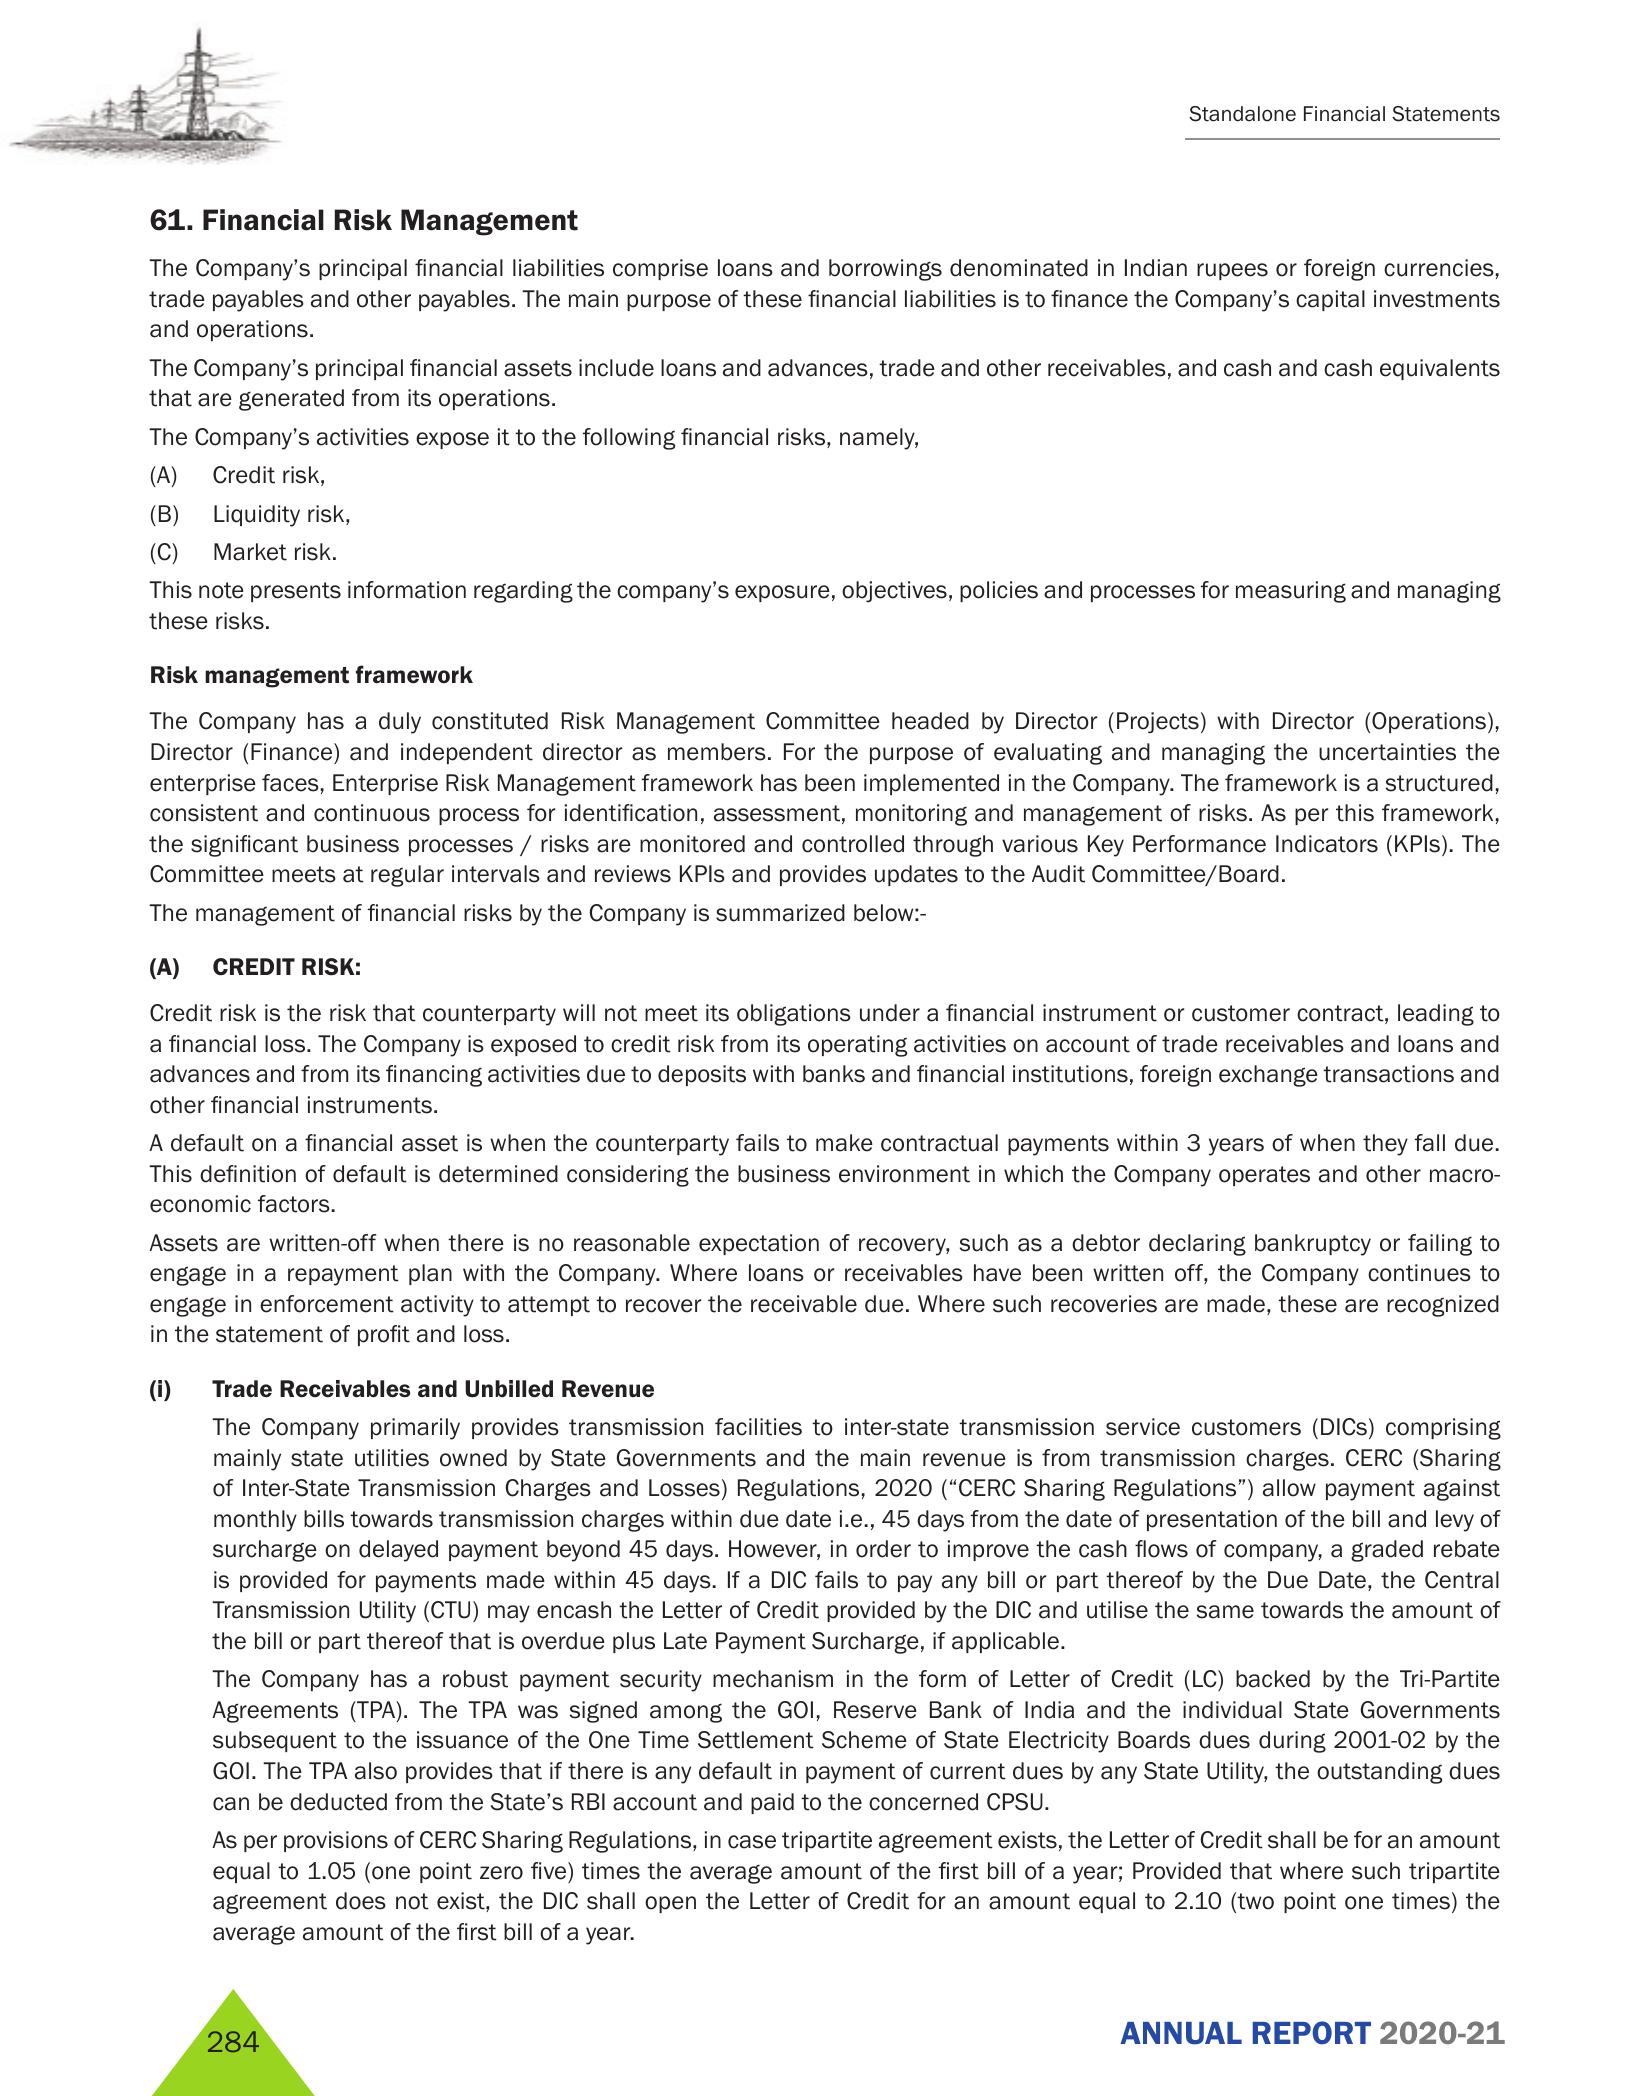 Standalone Financial Statements
61. Financial Risk Management
The Company’s principal financial liabilities comprise loans and borrowings denominated in Indian rupees or foreign currencies,
trade payables and other payables. The main purpose of these financial liabilities is to finance the Company’s capital investments
and operations.
The Company’s principal financial assets include loans and advances, trade and other receivables, and cash and cash equivalents
that are generated from its operations.
The Company’s activities expose it to the following financial risks, namely,
(A) Credit risk,
(B) Liquidity risk,
(C) Market risk.
This note presents information regarding the company’s exposure, objectives, policies and processes for measuring and managing
these risks.
Risk management framework
The Company has a duly constituted Risk Management Committee headed by Director (Projects) with Director (Operations),
Director (Finance) and independent director as members. For the purpose of evaluating and managing the uncertainties the
enterprise faces, Enterprise Risk Management framework has been implemented in the Company. The framework is a structured,
consistent and continuous process for identification, assessment, monitoring and management of risks. As per this framework,
the significant business processes / risks are monitored and controlled through various Key Performance Indicators (KPIs). The
Committee meets at regular intervals and reviews KPIs and provides updates to the Audit Committee/Board.
The management of financial risks by the Company is summarized below:-
(A) CREDIT RISK:
Credit risk is the risk that counterparty will not meet its obligations under a financial instrument or customer contract, leading to
a financial loss. The Company is exposed to credit risk from its operating activities on account of trade receivables and loans and
advances and from its financing activities due to deposits with banks and financial institutions, foreign exchange transactions and
other financial instruments.
A default on a financial asset is when the counterparty fails to make contractual payments within 3 years of when they fall due.
This definition of default is determined considering the business environment in which the Company operates and other macro-
economic factors.
Assets are written-off when there is no reasonable expectation of recovery, such as a debtor declaring bankruptcy or failing to
engage in a repayment plan with the Company. Where loans or receivables have been written off, the Company continues to
engage in enforcement activity to attempt to recover the receivable due. Where such recoveries are made, these are recognized
in the statement of profit and loss.
(i) Trade Receivables and Unbilled Revenue
The Company primarily provides transmission facilities to inter-state transmission service customers (DICs) comprising
mainly state utilities owned by State Governments and the main revenue is from transmission charges. CERC (Sharing
of Inter-State Transmission Charges and Losses) Regulations, 2020 (“CERC Sharing Regulations”) allow payment against
monthly bills towards transmission charges within due date i.e., 45 days from the date of presentation of the bill and levy of
surcharge on delayed payment beyond 45 days. However, in order to improve the cash flows of company, a graded rebate
is provided for payments made within 45 days. If a DIC fails to pay any bill or part thereof by the Due Date, the Central
Transmission Utility (CTU) may encash the Letter of Credit provided by the DIC and utilise the same towards the amount of
the bill or part thereof that is overdue plus Late Payment Surcharge, if applicable.
The Company has a robust payment security mechanism in the form of Letter of Credit (LC) backed by the Tri-Partite
Agreements (TPA). The TPA was signed among the GOI, Reserve Bank of India and the individual State Governments
subsequent to the issuance of the One Time Settlement Scheme of State Electricity Boards dues during 2001-02 by the
GOI. The TPA also provides that if there is any default in payment of current dues by any State Utility, the outstanding dues
can be deducted from the State’s RBI account and paid to the concerned CPSU.
As per provisions of CERC Sharing Regulations, in case tripartite agreement exists, the Letter of Credit shall be for an amount
equal to 1.05 (one point zero five) times the average amount of the first bill of a year; Provided that where such tripartite
agreement does not exist, the DIC shall open the Letter of Credit for an amount equal to 2.10 (two point one times) the
average amount of the first bill of a year.
284
ANNUAL REPORT 2020-21